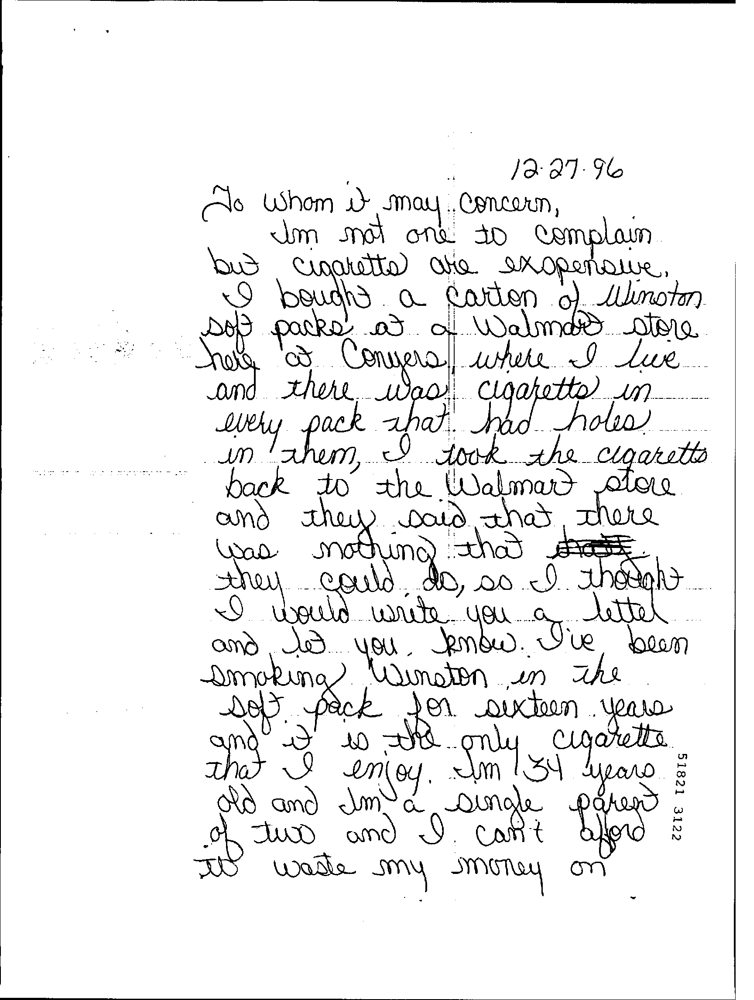 12-27-96
To whom it may concern,
Im not one to complain
but cigaretts are exspensive.
I bought a carton of Winston
soft packs at a Walmart store
here at Conyers, where I live
and there was cigaretts in
every pack that had holes
in them, I took the cigaretts
back to the Walmart store
and they said that there
was nothing that
they could do, so I thought
I would write you a letter
and let you know. I've been
smoking Winston in the
soft pack for sixteen years
and it is the only cigarette
that I enjoy. Im 34 years
old and Im a single parent
of two and I can't aford
to waste my money on
51821 3122